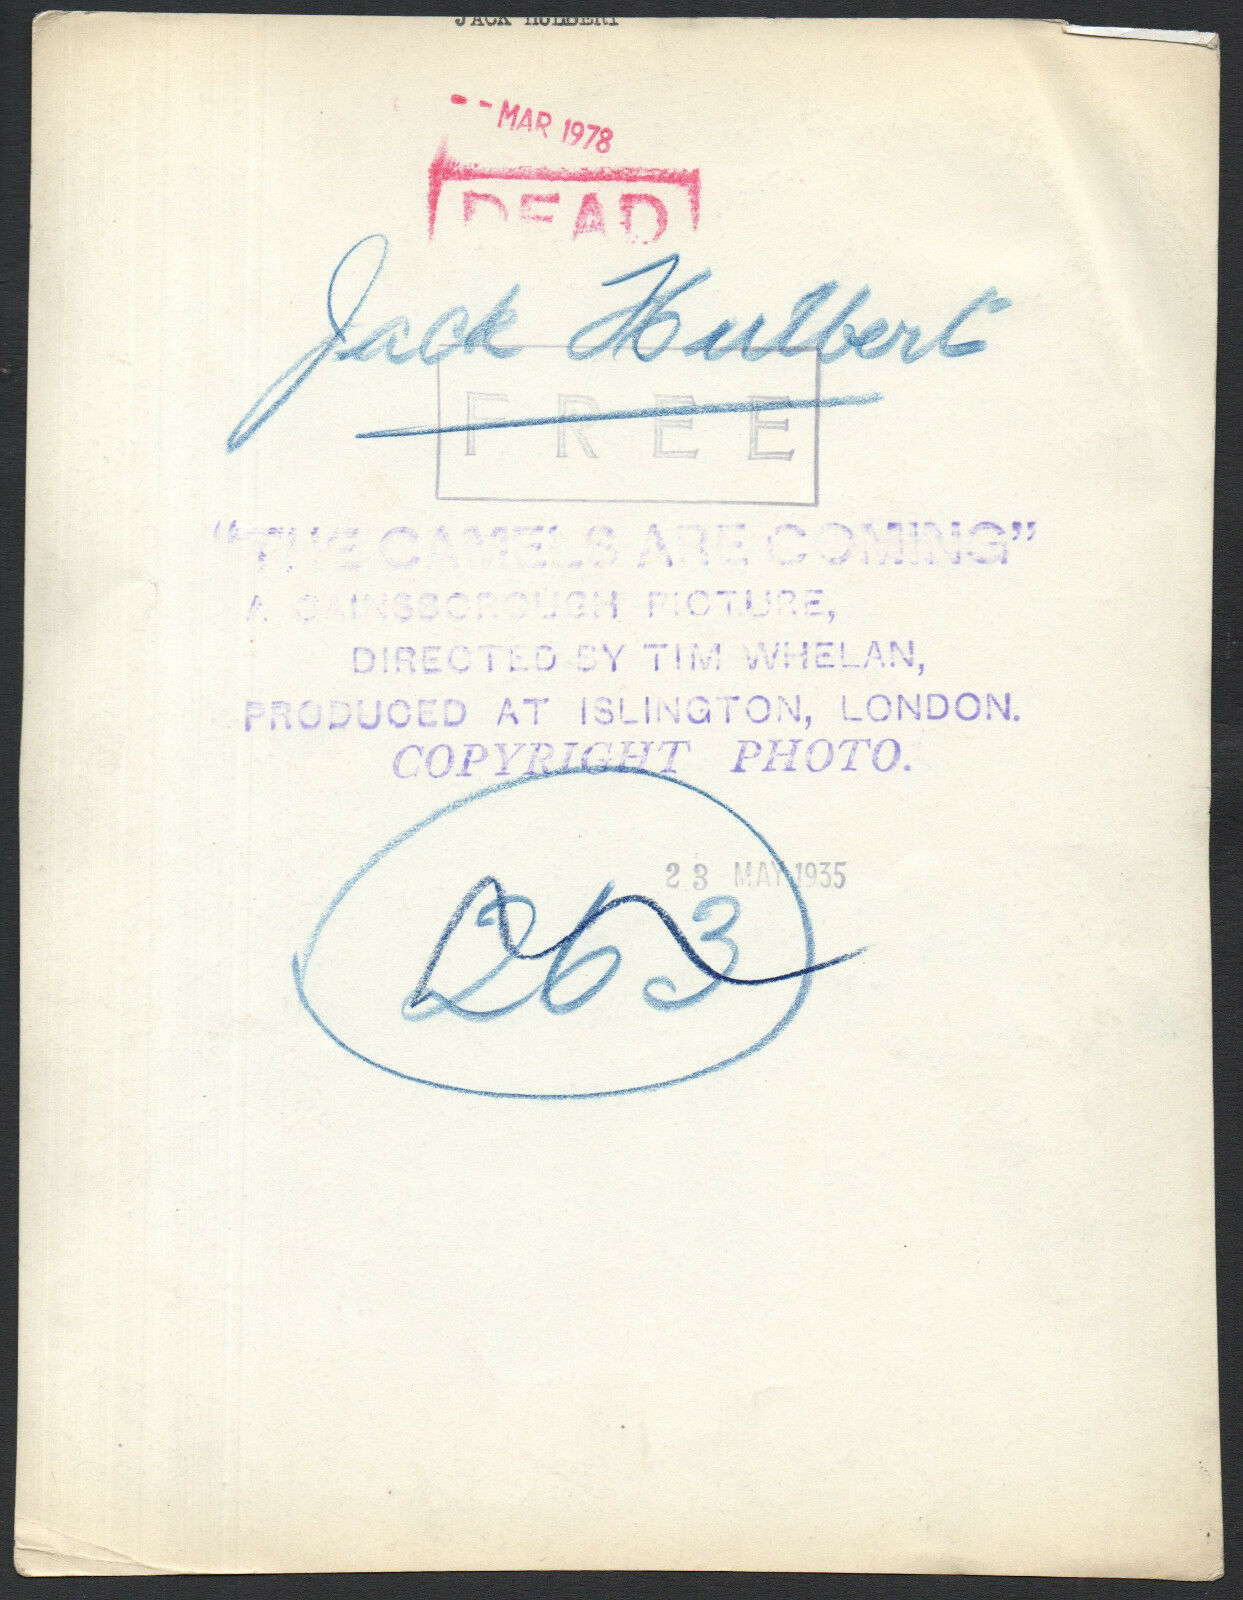 JACK HULBERT
-- MAR 1978
DEAD
Jack Hulbert
FREE
"THE CAMELS ARE COMING"
A GAINSBOROUGH PICTURE,
DIRECTED BY TIM WHELAN,
PRODUCED AT ISLINGTON, LONDON.
COPYRIGHT PHOTO.
23 MAY 1935
263